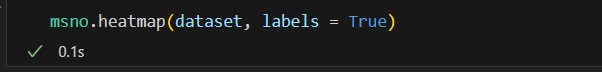 msno.heatmap(dataset, labels = True)
0.1s